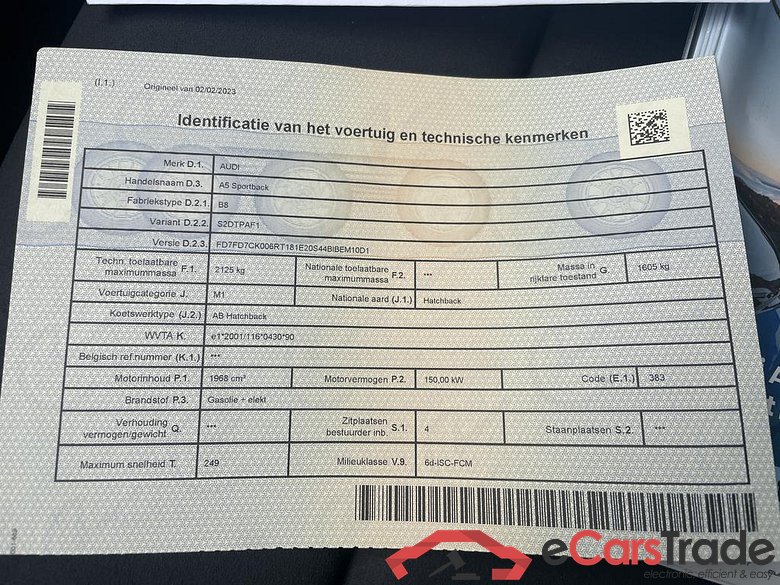 (I.1.) Origineel van 02/02/2023
Identificatie van het voertuig en technische kenmerken
Merk D.1. AUDI
Handelsnaam D.3. A5 Sportback
Fabriekstype D.2.1. B8
Variant D.2.2. S2DTPAF1
Versie D.2.3. FD7FD7CK006RT181E20S44BIBEM10D1
Techn. toelaatbare maximummassa F.1. 2125 kg Nationale toelaatbare maximummassa F.2. *** Massa in rijklare toestand G. 1605 kg
Voertuigcategorie J. M1 Nationale aard (J.1.) Hatchback
Koetswerktype (J.2.) AB Hatchback
WVTA K. e1*2001/116*0430*90
Belgisch ref.nummer (K.1.) ***
Motorinhoud P.1. 1968 cm³ Motorvermogen P.2. 150,00 kW Code (E.1.) 383
Brandstof P.3. Gasolie + elekt
Verhouding vermogen/gewicht Q. *** Zitplaatsen bestuurder inb. S.1. 4 Staanplaatsen S.2. ***
Maximum snelheid T. 249 Milieuklasse V.9. 6d-ISC-FCM
eCarsTrade
electronic, efficient & easy